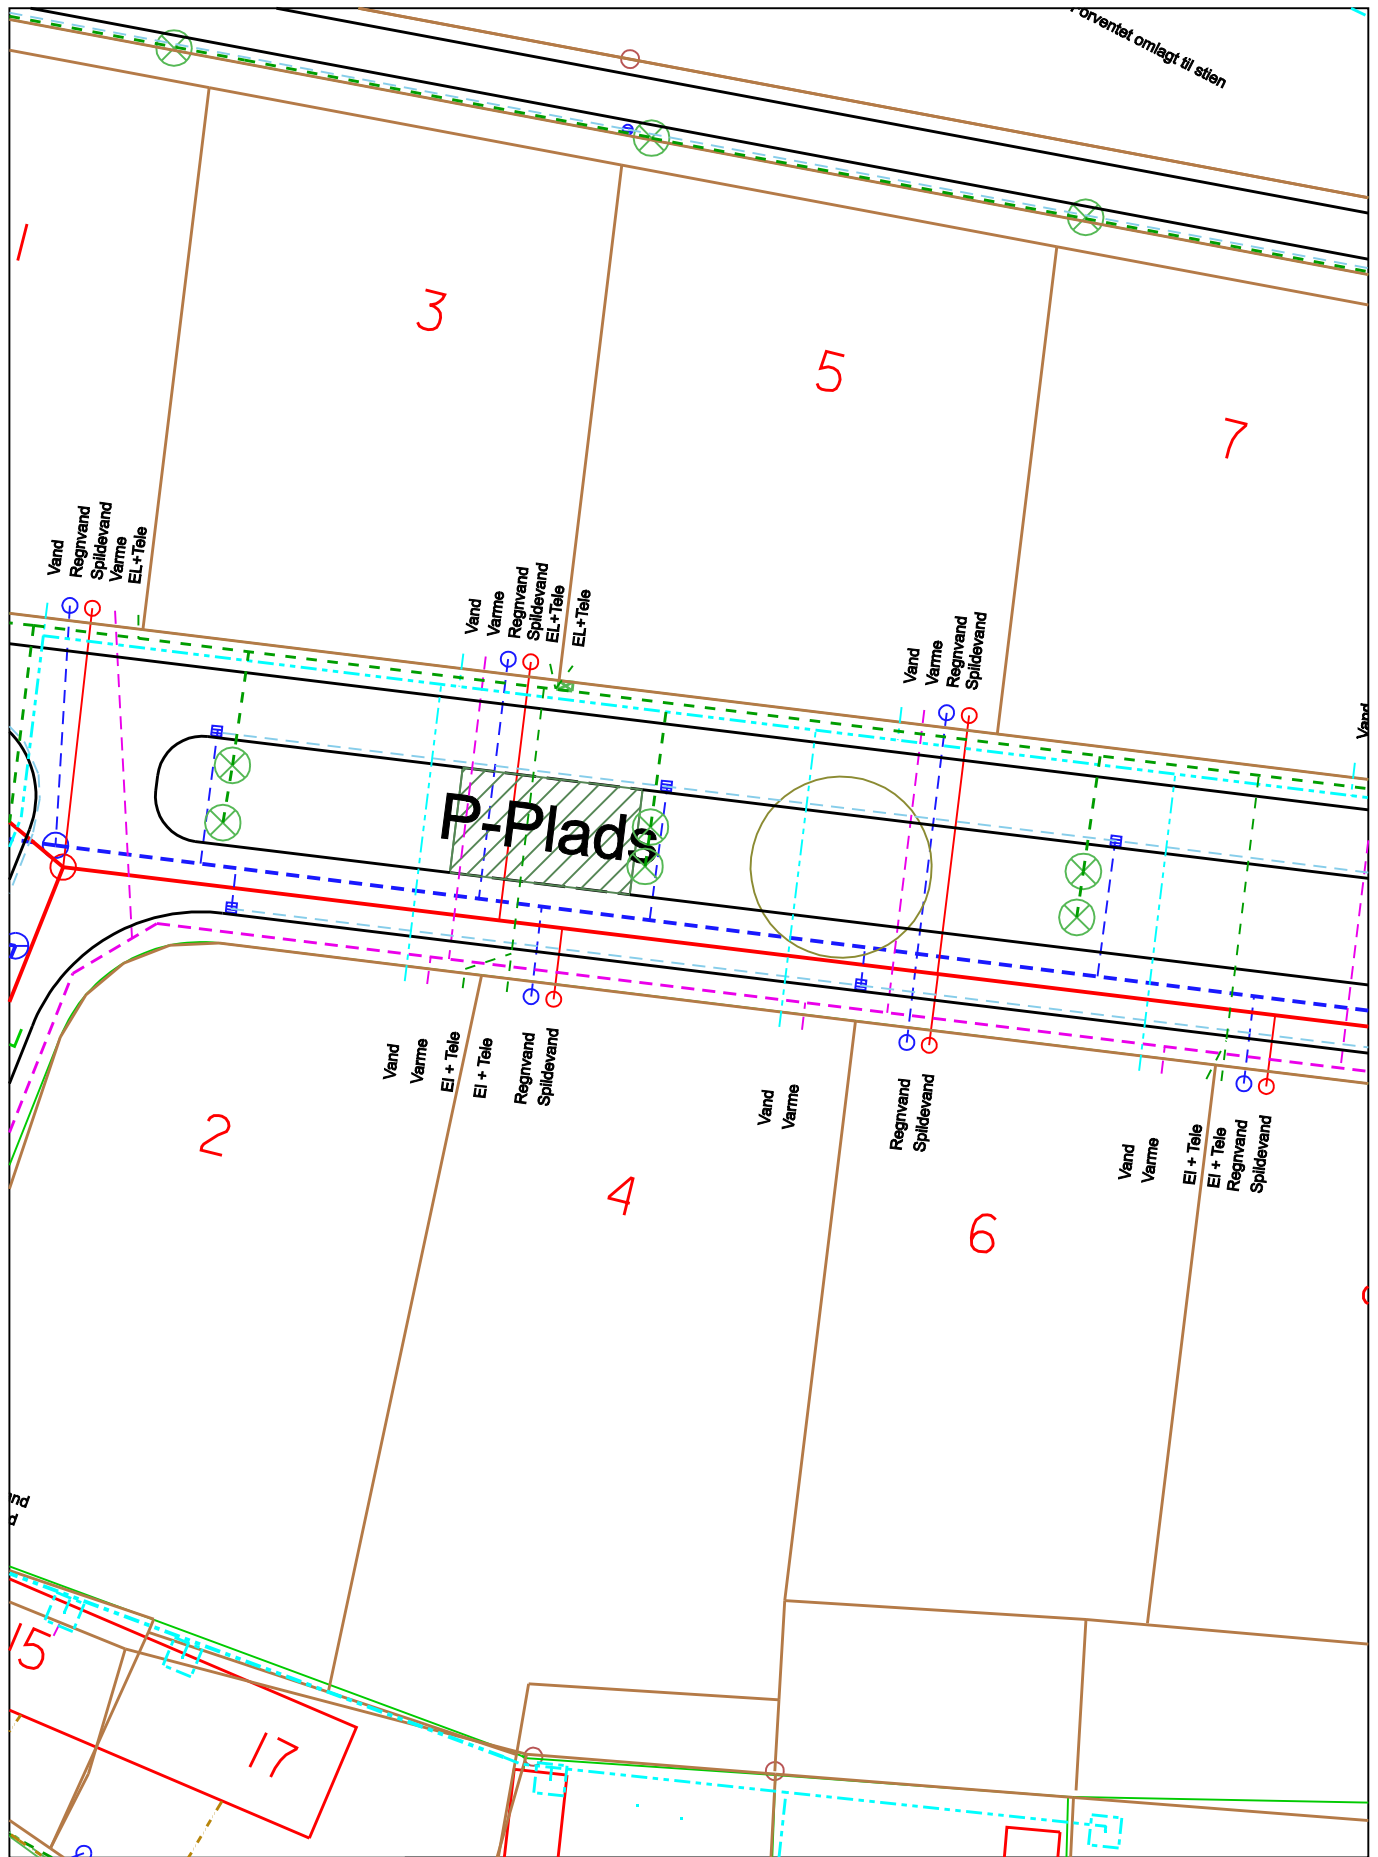 orventet omlagt til stien
1
3
5
7
Vand
Regnvand
Spildevand
Varme
EL+Tele
Vand
Varme
Regnvand
Spildevand
EL+Tele
EL+Tele
Vand
Varme
Regnvand
Spildevand
Vand
P-Plads
Vand
Varme
El + Tele
El + Tele
Regnvand
Spildevand
Vand
Varme
Regnvand
Spildevand
Vand
Varme
El + Tele
El + Tele
Regnvand
Spildevand
2
4
6
15
17